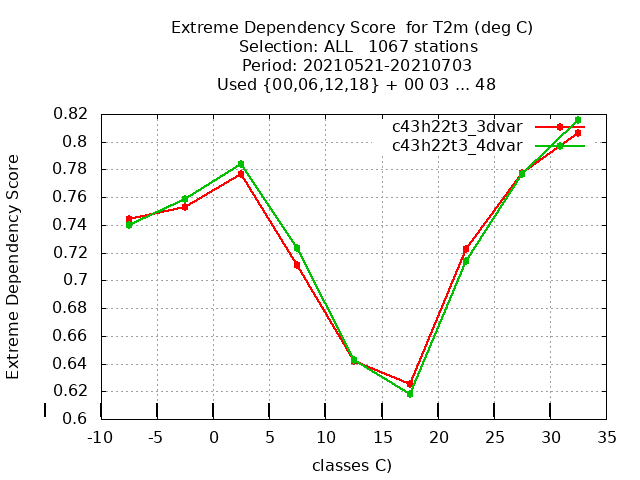 Extreme Dependency Score  for T2m (deg C)
Selection: ALL   1067 stations
Period: 20210521-20210703
Used {00,06,12,18} + 00 03 ... 48
Extreme Dependency Score
0.82
0.8
0.78
0.76
0.74
0.72
0.7
0.68
0.66
0.64
0.62
0.6
c43h22t3_3dvar
c43h22t3_4dvar
-10 -5 0 5 10 15 20 25 30 35
classes C)